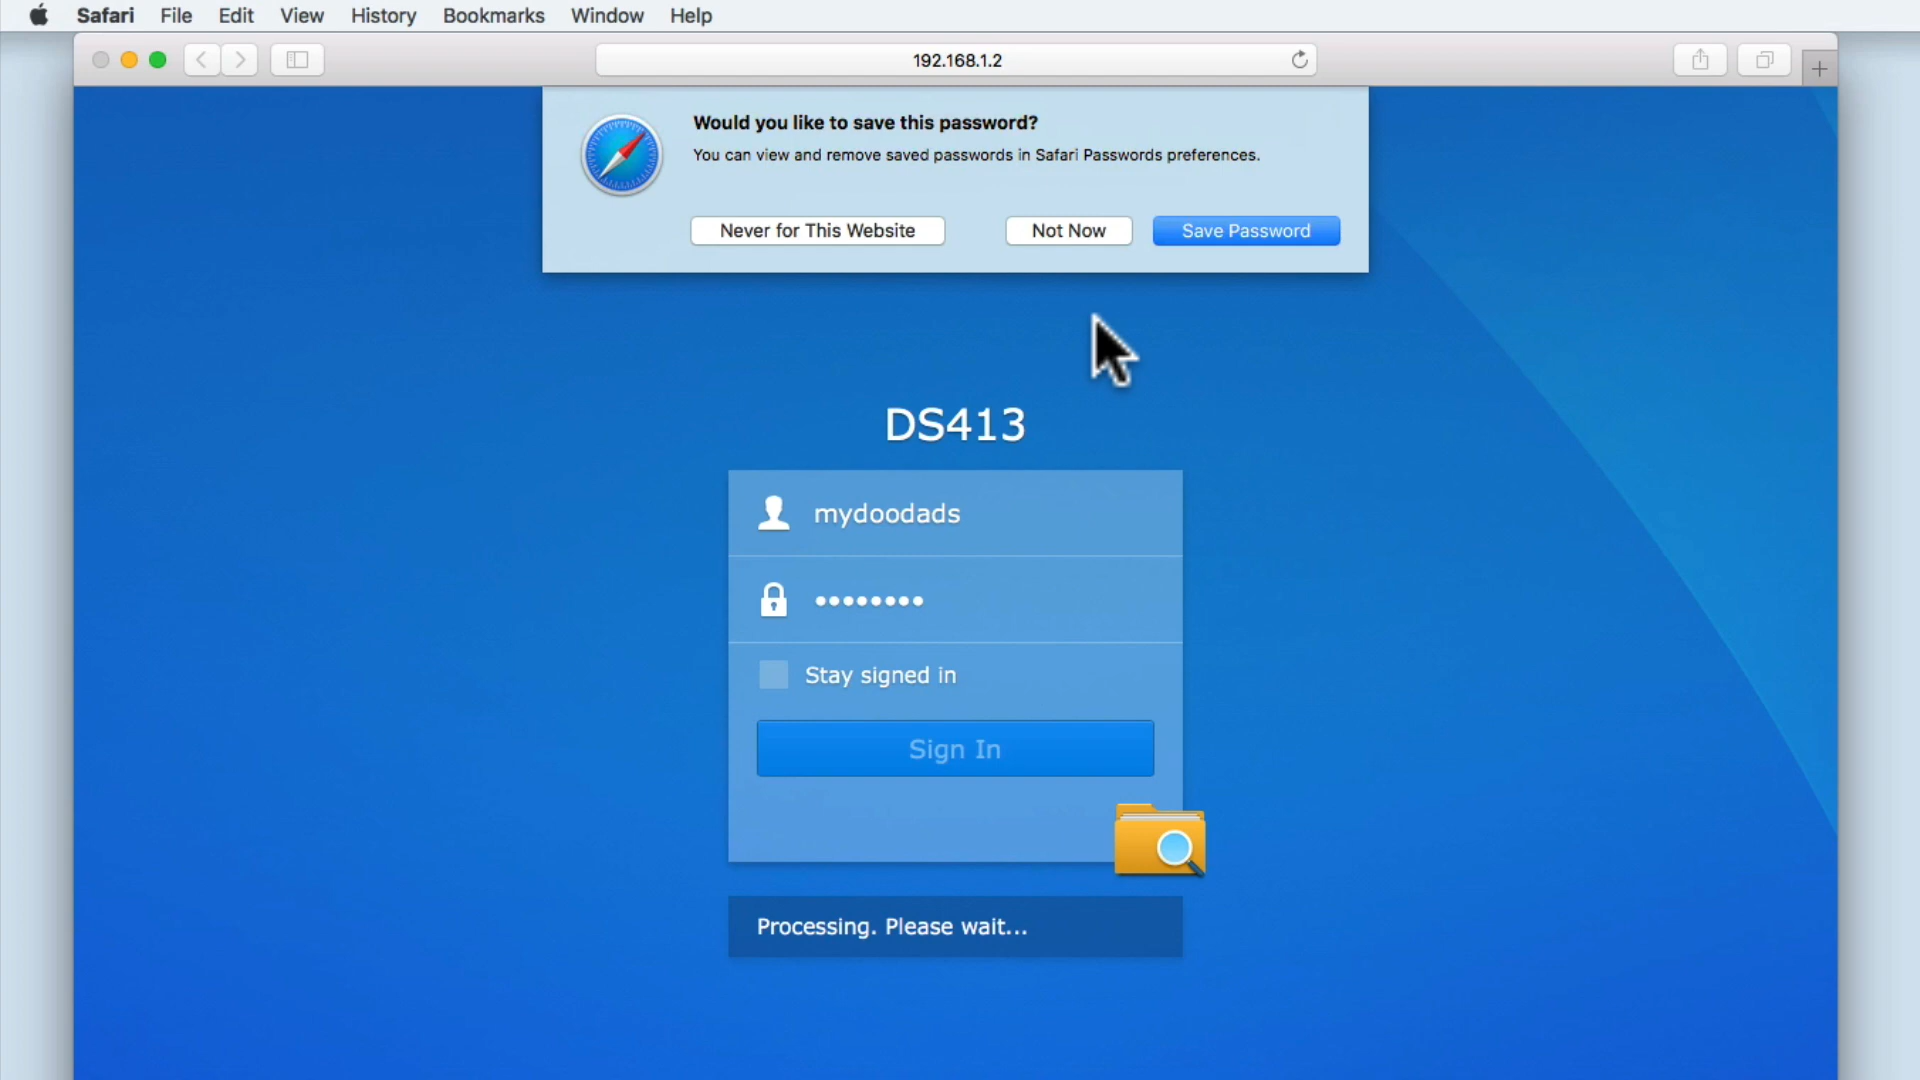 Safari File Edit View History Bookmarks Window Help
192.168.1.2
Would you like to save this password?
You can view and remove saved passwords in Safari Passwords preferences.
Never for This Website Not Now Save Password
DS413
mydoodads
••••••••
Stay signed in
Sign In
Processing. Please wait...